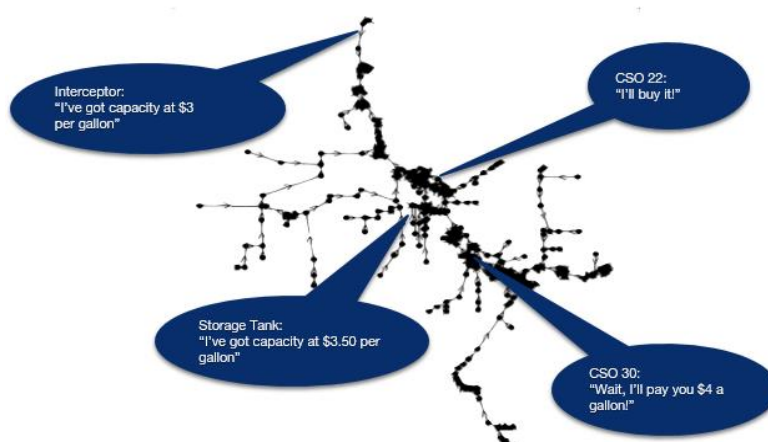 Interceptor:
“I’ve got capacity at $3
per gallon”
CSO 22:
“I’ll buy it!”
Storage Tank:
“I’ve got capacity at $3.50 per
gallon”
CSO 30:
“Wait, I’ll pay you $4 a
gallon!”